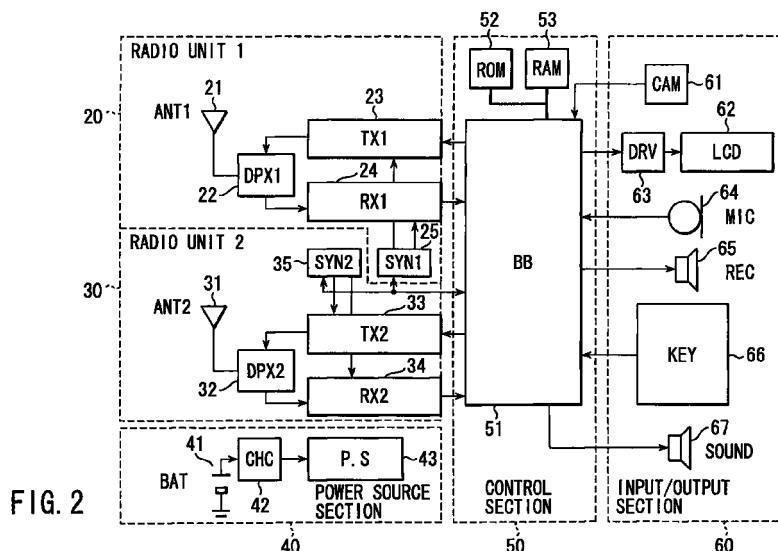 RADIO UNIT 1
20
21
ANT1
DPX1
22
23
TX1
24
RX1
25
SYN1
RADIO UNIT 2
30
31
ANT2
35
SYN2
33
TX2
DPX2
32
34
RX2
41
BAT
CHC
42
P.S
43
POWER SOURCE
SECTION
40
52
ROM
53
RAM
BB
51
CONTROL
SECTION
50
CAM
61
62
DRV
63
LCD
64
MIC
65
REC
KEY
66
67
SOUND
INPUT/OUTPUT
SECTION
60
FIG. 2